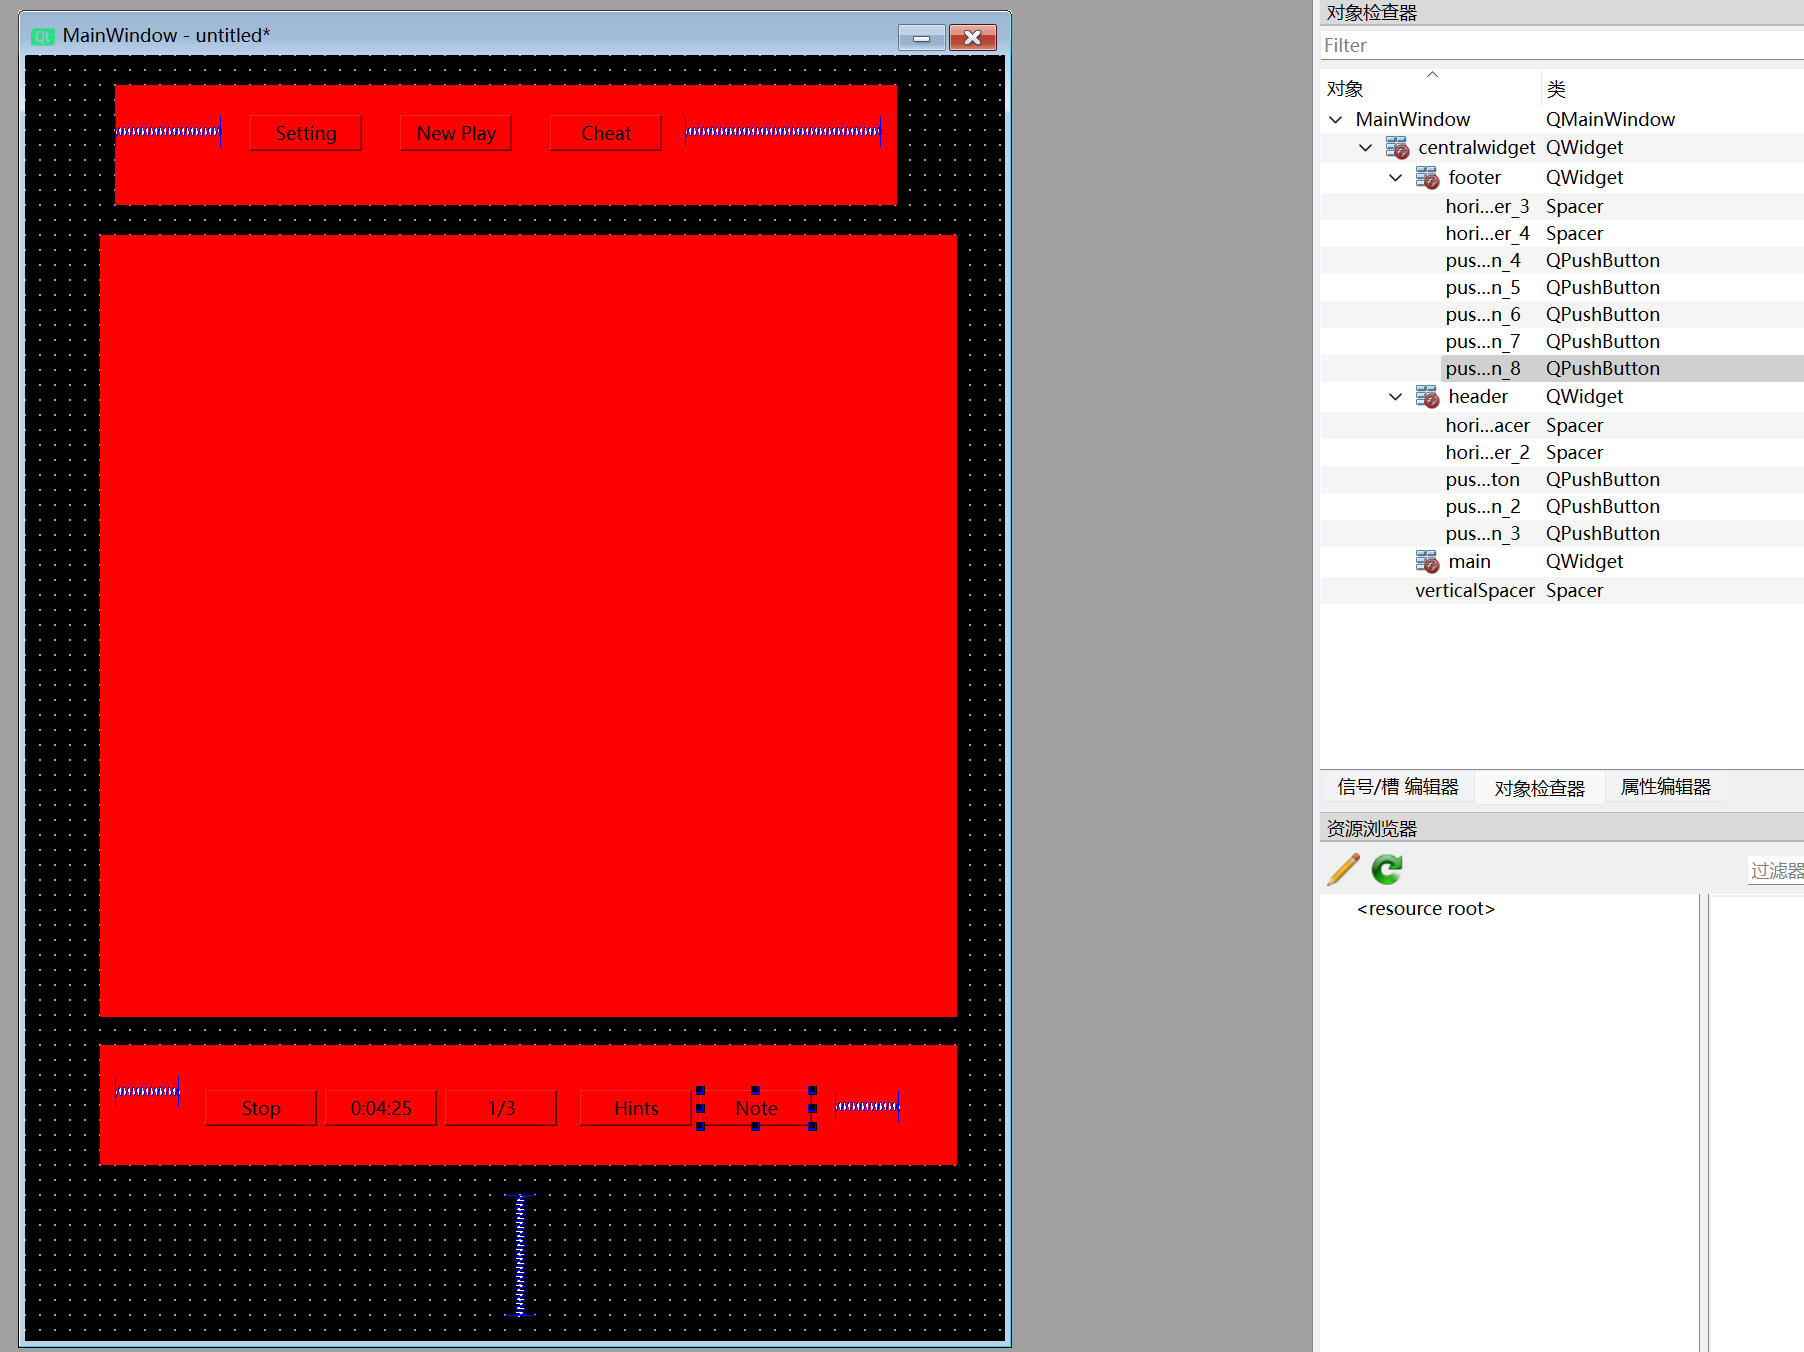 MainWindow - untitled*
Setting
New Play
Cheat
Stop
0:04:25
1/3
Hints
Note
对象检查器
Filter
对象 类
MainWindow QMainWindow
centralwidget QWidget
footer QWidget
hori...er_3 Spacer
hori...er_4 Spacer
pus...n_4 QPushButton
pus...n_5 QPushButton
pus...n_6 QPushButton
pus...n_7 QPushButton
pus...n_8 QPushButton
header QWidget
hori...acer Spacer
hori...er_2 Spacer
pus...ton QPushButton
pus...n_2 QPushButton
pus...n_3 QPushButton
main QWidget
verticalSpacer Spacer
信号/槽 编辑器 对象检查器 属性编辑器
资源浏览器
过滤器
<resource root>